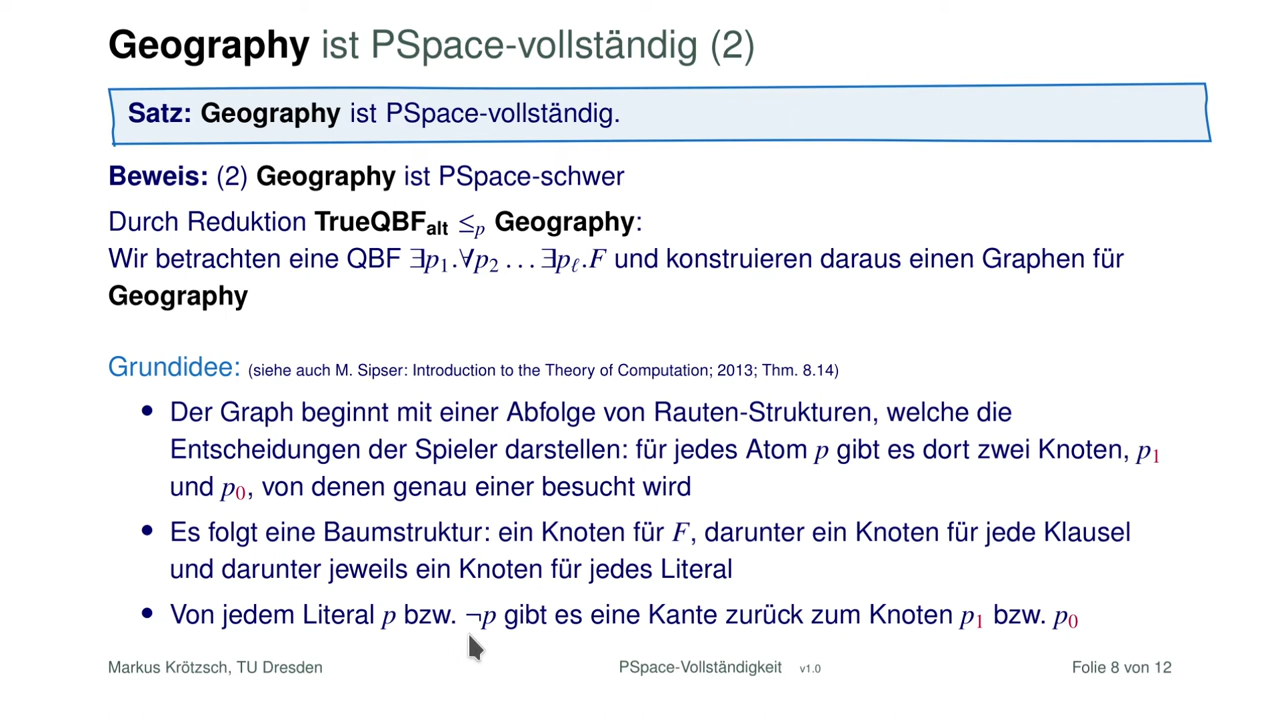 Geography ist PSpace-vollständig (2)
Satz: Geography ist PSpace-vollständig.
Beweis: (2) Geography ist PSpace-schwer
Durch Reduktion TrueQBFalt ≤p Geography:
Wir betrachten eine QBF ∃p1.∀p2 … ∃pℓ.F und konstruieren daraus einen Graphen für
Geography
Grundidee: (siehe auch M. Sipser: Introduction to the Theory of Computation; 2013; Thm. 8.14)
• Der Graph beginnt mit einer Abfolge von Rauten-Strukturen, welche die
Entscheidungen der Spieler darstellen: für jedes Atom p gibt es dort zwei Knoten, p1
und p0, von denen genau einer besucht wird
• Es folgt eine Baumstruktur: ein Knoten für F, darunter ein Knoten für jede Klausel
und darunter jeweils ein Knoten für jedes Literal
• Von jedem Literal p bzw. ¬p gibt es eine Kante zurück zum Knoten p1 bzw. p0
Markus Krötzsch, TU Dresden PSpace-Vollständigkeit v1.0 Folie 8 von 12